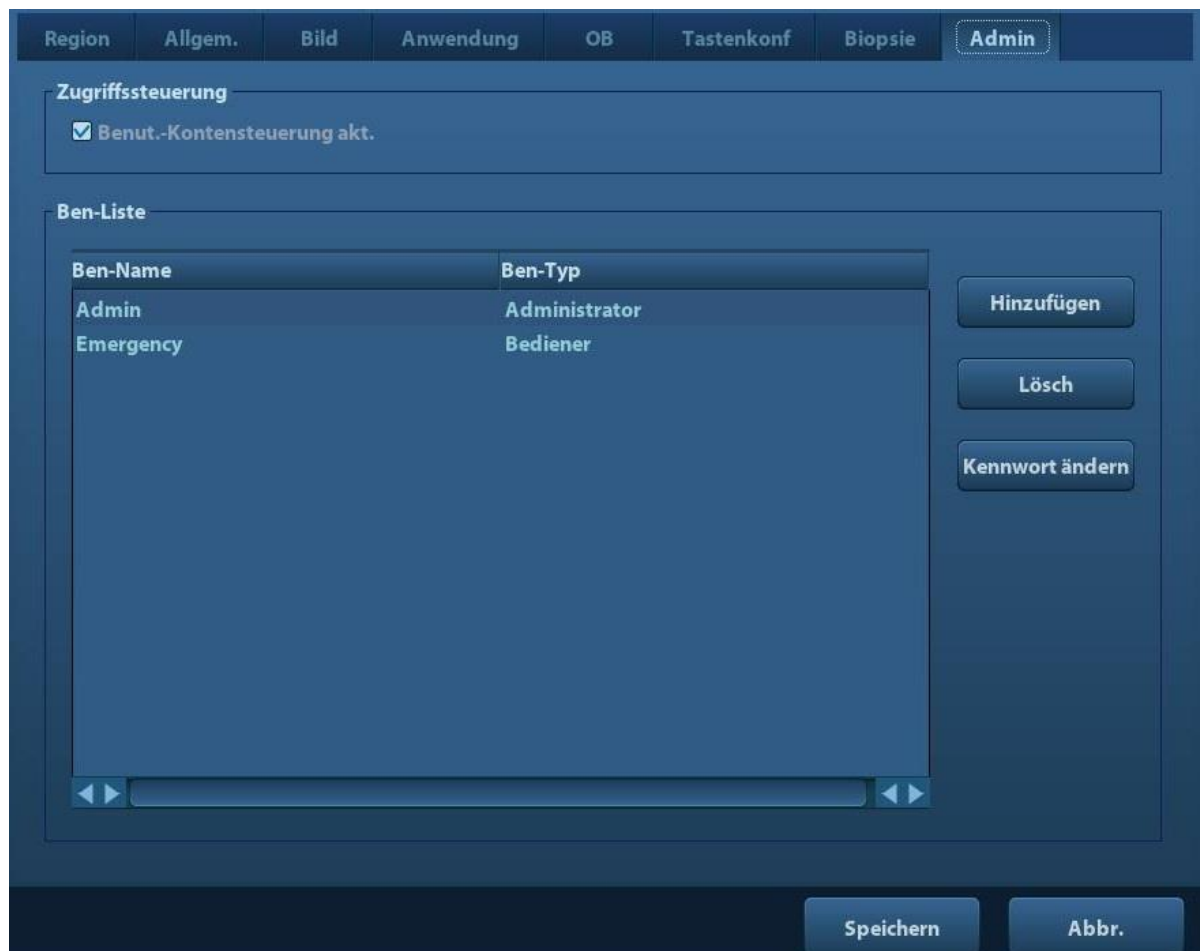 Region Allgem. Bild Anwendung OB Tastenkonf Biopsie Admin
Zugriffssteuerung
Benut.-Kontensteuerung akt.
Ben-Liste
Ben-Name Ben-Typ
Admin Administrator
Emergency Bediener
Hinzufügen
Lösch
Kennwort ändern
Speichern Abbr.